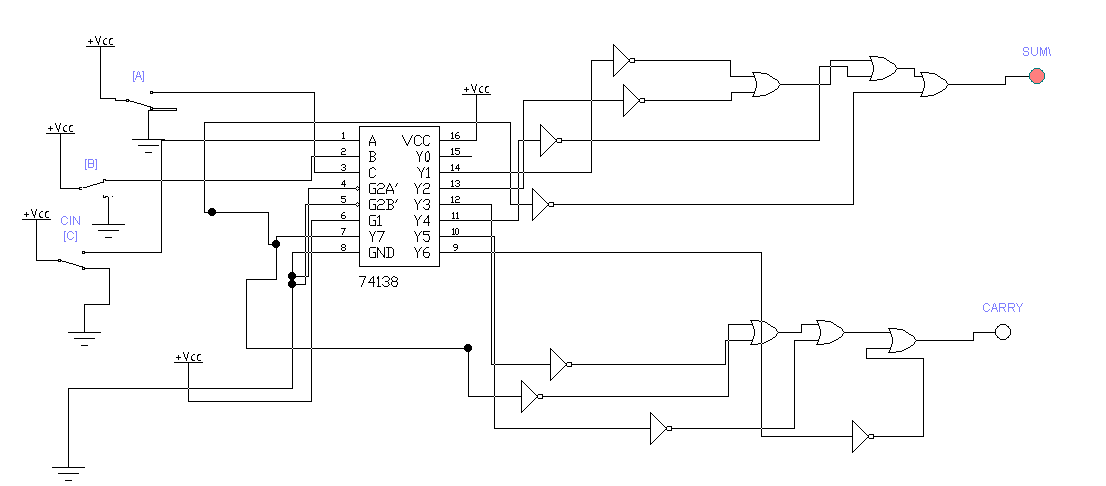 +Vcc
[A]
+Vcc
[B]
+Vcc
CIN
[C]
+Vcc
SUM\
1 A VCC 16
2 B Y0 15
3 C Y1 14
4 G2A' Y2 13
5 G2B' Y3 12
6 G1 Y4 11
7 Y7 Y5 10
8 GND Y6 9
74138
CARRY
+Vcc